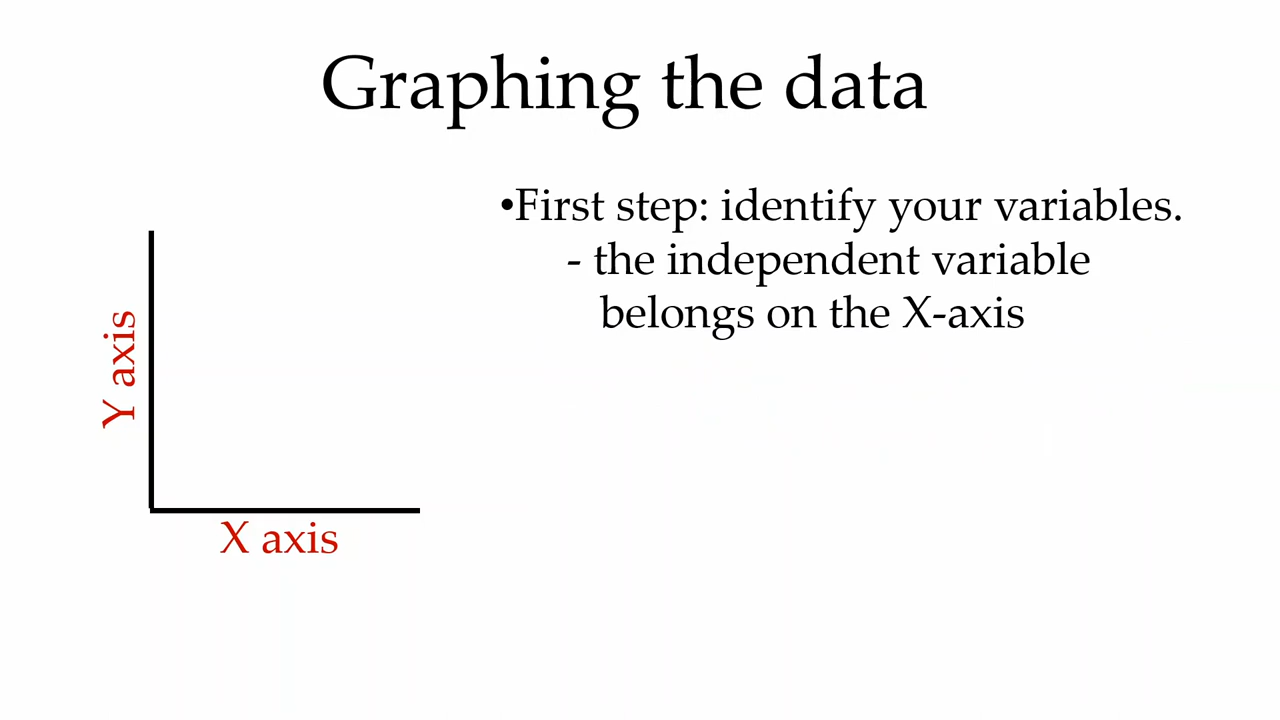 Graphing the data
•First step: identify your variables.
- the independent variable
belongs on the X-axis
Y axis
X axis